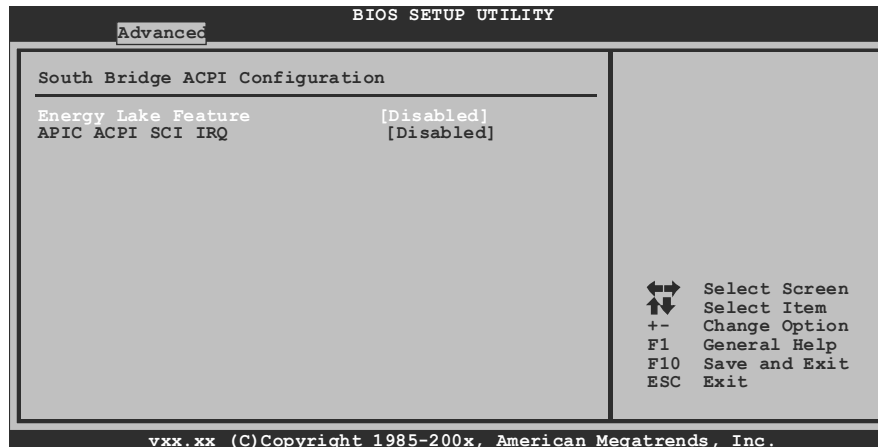 BIOS SETUP UTILITY
Advanced
South Bridge ACPI Configuration
Energy Lake Feature [Disabled]
APIC ACPI SCI IRQ [Disabled]
Select Screen
Select Item
+- Change Option
F1 General Help
F10 Save and Exit
ESC Exit
vxx.xx (C)Copyright 1985-200x, American Megatrends, Inc.